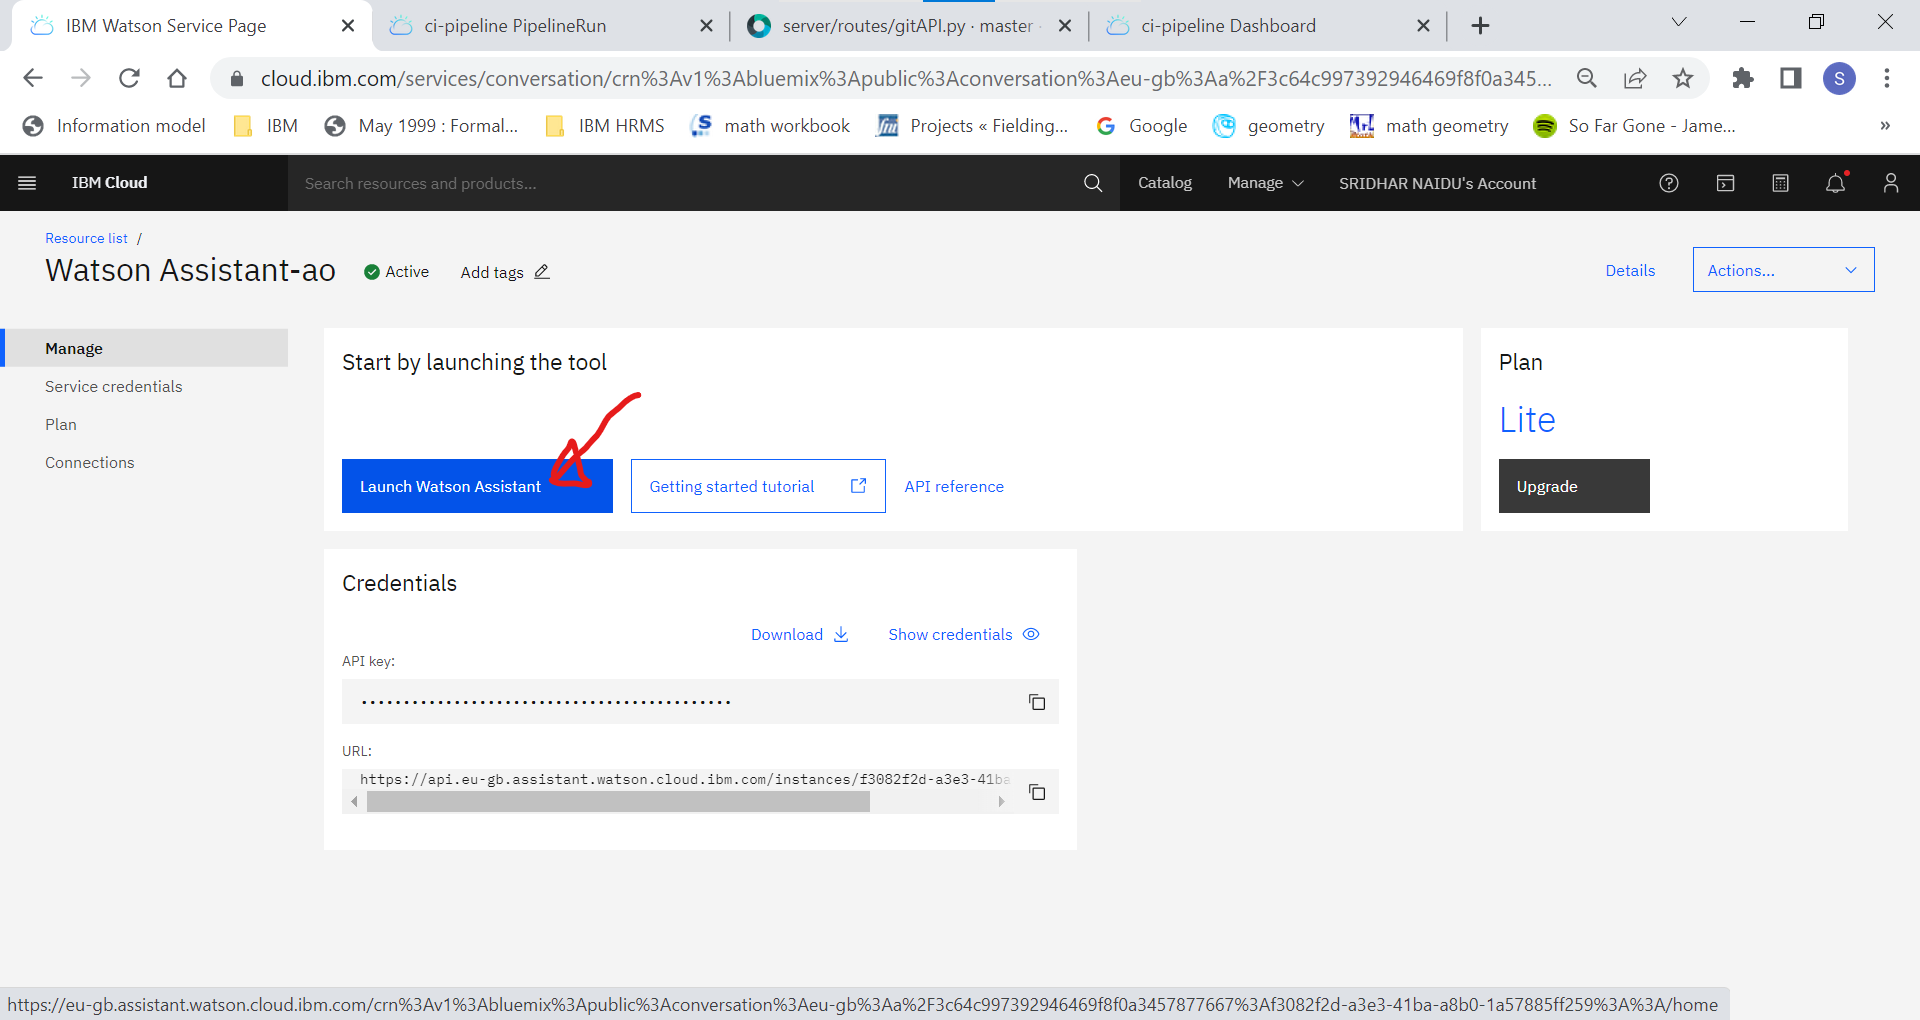 IBM Watson Service Page
ci-pipeline PipelineRun
server/routes/gitAPI.py · master
ci-pipeline Dashboard
cloud.ibm.com/services/conversation/crn%3Av1%3Abluemix%3Apublic%3Aconversation%3Aeu-gb%3Aa%2F3c64c997392946469f8f0a345...
S
Information model
IBM
May 1999 : Formal...
IBM HRMS
math workbook
Projects « Fielding...
Google
geometry
math geometry
So Far Gone - Jame...
»
IBM Cloud
Search resources and products...
Catalog
Manage
SRIDHAR NAIDU's Account
Resource list /
Watson Assistant-ao
Active
Add tags
Details
Actions...
Manage
Service credentials
Plan
Connections
Start by launching the tool
Launch Watson Assistant
Getting started tutorial
API reference
Plan
Lite
Upgrade
Credentials
Download
Show credentials
API key:
••••••••••••••••••••••••••••••••••••••••••••
URL:
https://api.eu-gb.assistant.watson.cloud.ibm.com/instances/f3082f2d-a3e3-41ba
https://eu-gb.assistant.watson.cloud.ibm.com/crn%3Av1%3Abluemix%3Apublic%3Aconversation%3Aeu-gb%3Aa%2F3c64c997392946469f8f0a3457877667%3Af3082f2d-a3e3-41ba-a8b0-1a57885ff259%3A%3A/home